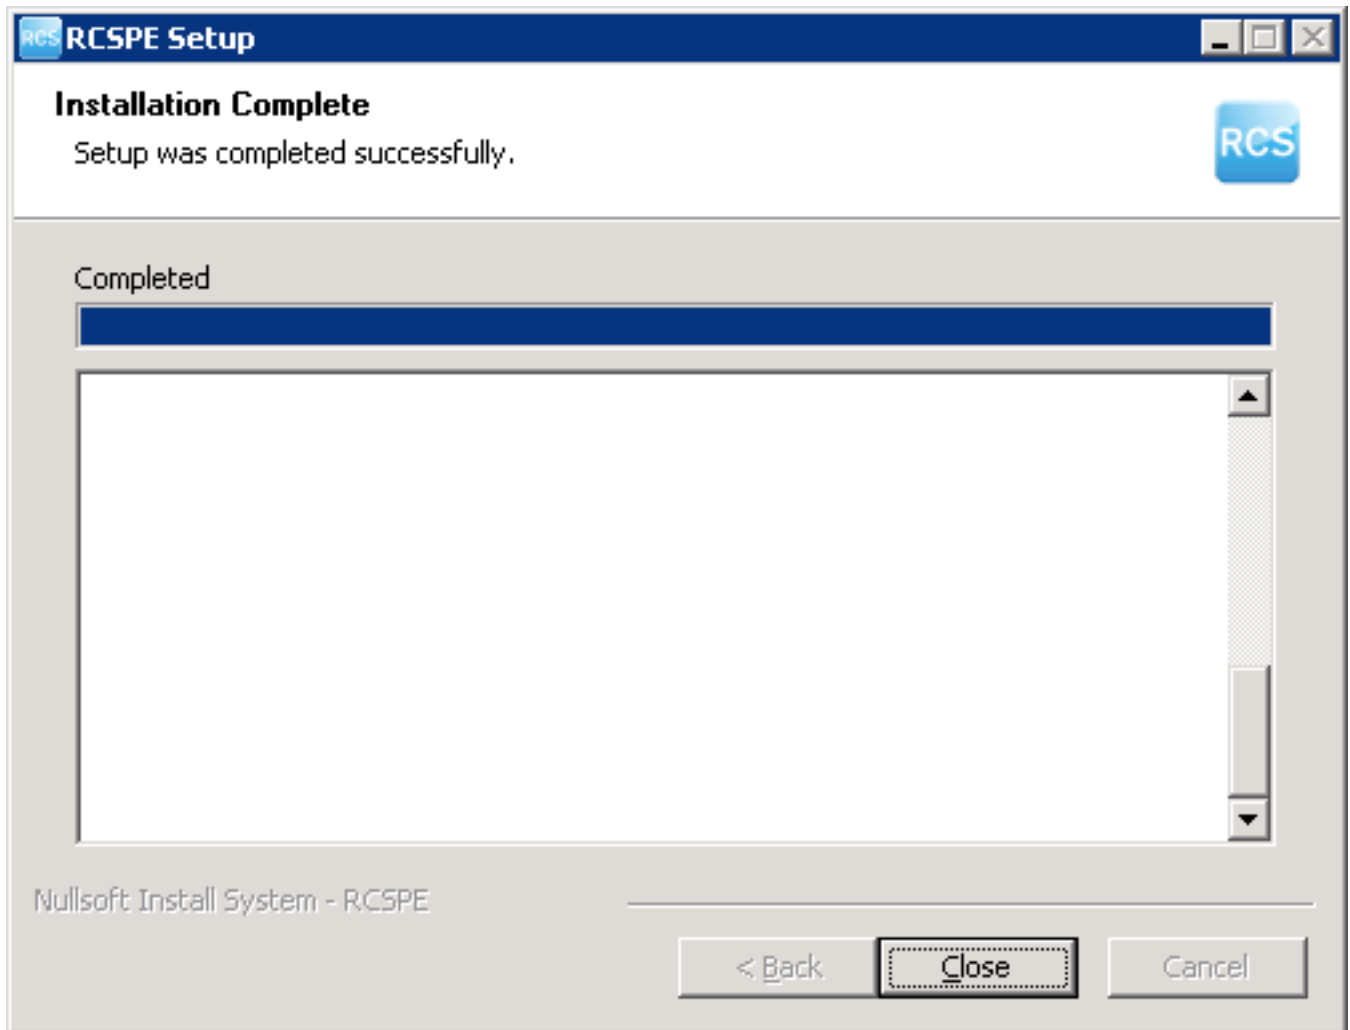 RCS RCSPE Setup
Installation Complete
Setup was completed successfully.
RCS
Completed
Nullsoft Install System - RCSPE
< Back Close Cancel